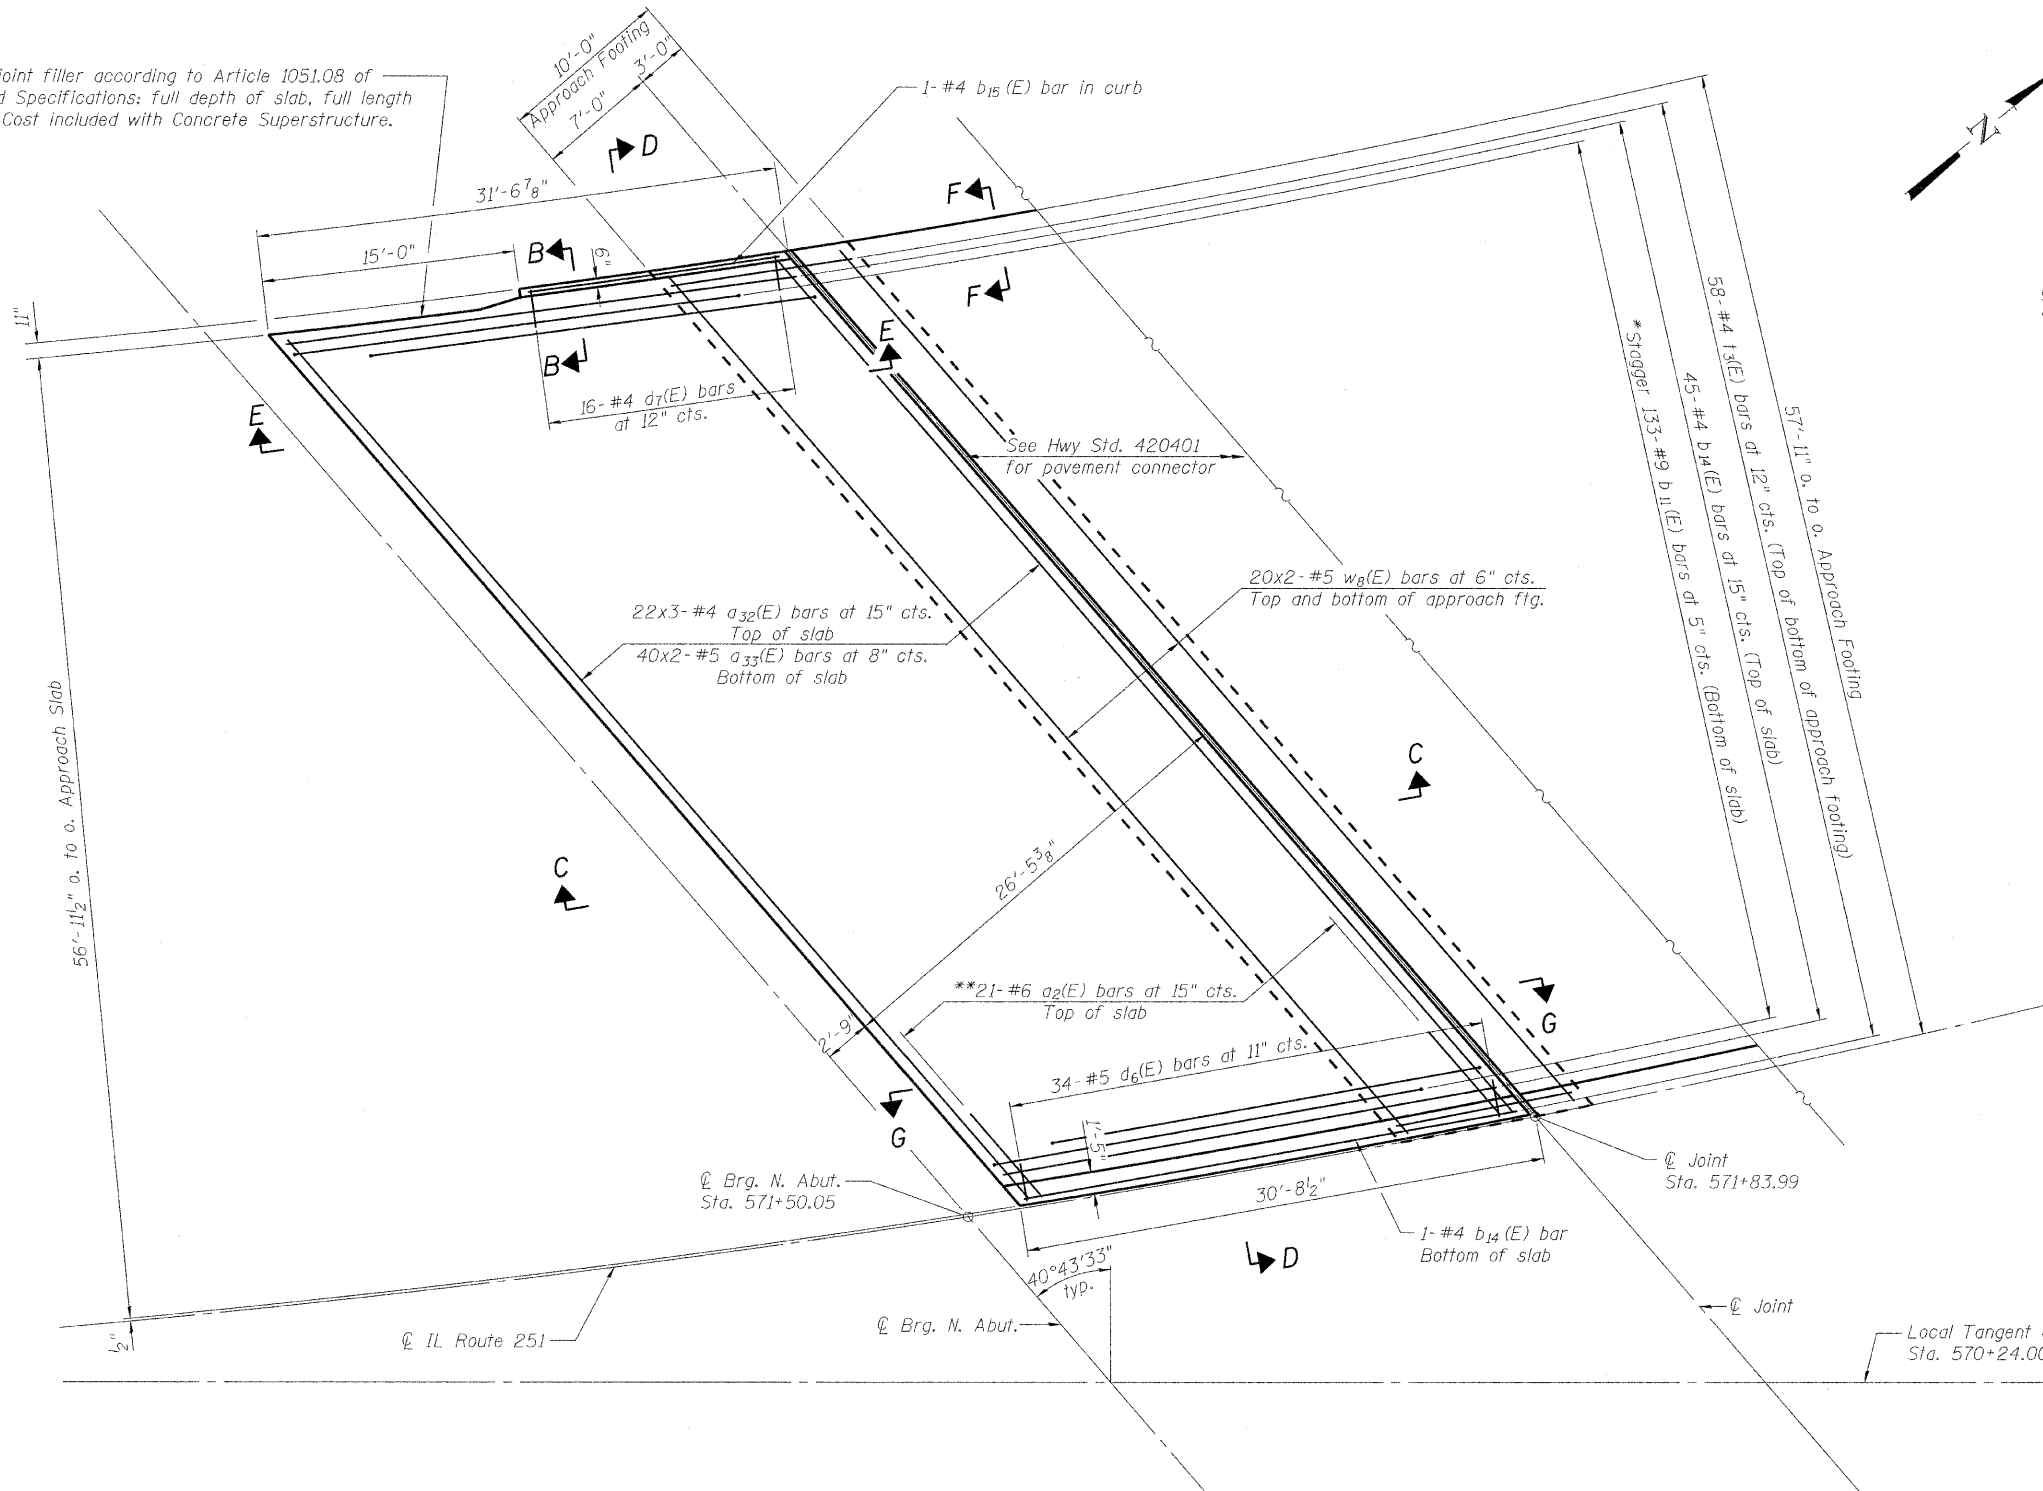 joint filler according to Article 1051.08 of
d Specifications: full depth of slab, full length
Cost included with Concrete Superstructure.
10'-0"
Approach Footing
3'-0"
7'-0"
D
1- #4 b15 (E) bar in curb
N
31'-6 7/8"
15'-0"
B
6"
F
F
11"
E
B
16- #4 d7(E) bars
at 12" cts.
E
See Hwy Std. 420401
for pavement connector
57'-11" o. to o. Approach Footing
58- #4 t3(E) bars at 12" cts. (Top of bottom of approach footing)
45- #4 b14(E) bars at 15" cts. (Top of slab)
*Stagger 133-#9 b11(E) bars at 5" cts. (Bottom of slab)
22x3- #4 a32(E) bars at 15" cts.
Top of slab
40x2- #5 a33(E) bars at 8" cts.
Bottom of slab
20x2- #5 w8(E) bars at 6" cts.
Top and bottom of approach ftg.
56'-11 1/2" o. to o. Approach Slab
C
C
26'-5 3/8"
**21- #6 a2(E) bars at 15" cts.
Top of slab
2'-9"
34- #5 d6(E) bars at 11" cts.
G
G
1'-5"
℄ Brg. N. Abut.
Sta. 571+50.05
30'-8 1/2"
℄ Joint
Sta. 571+83.99
1- #4 b14 (E) bar
Bottom of slab
D
40°43'33"
typ.
1/2"
℄ IL Route 251
℄ Brg. N. Abut.
℄ Joint
Local Tangent
Sta. 570+24.00